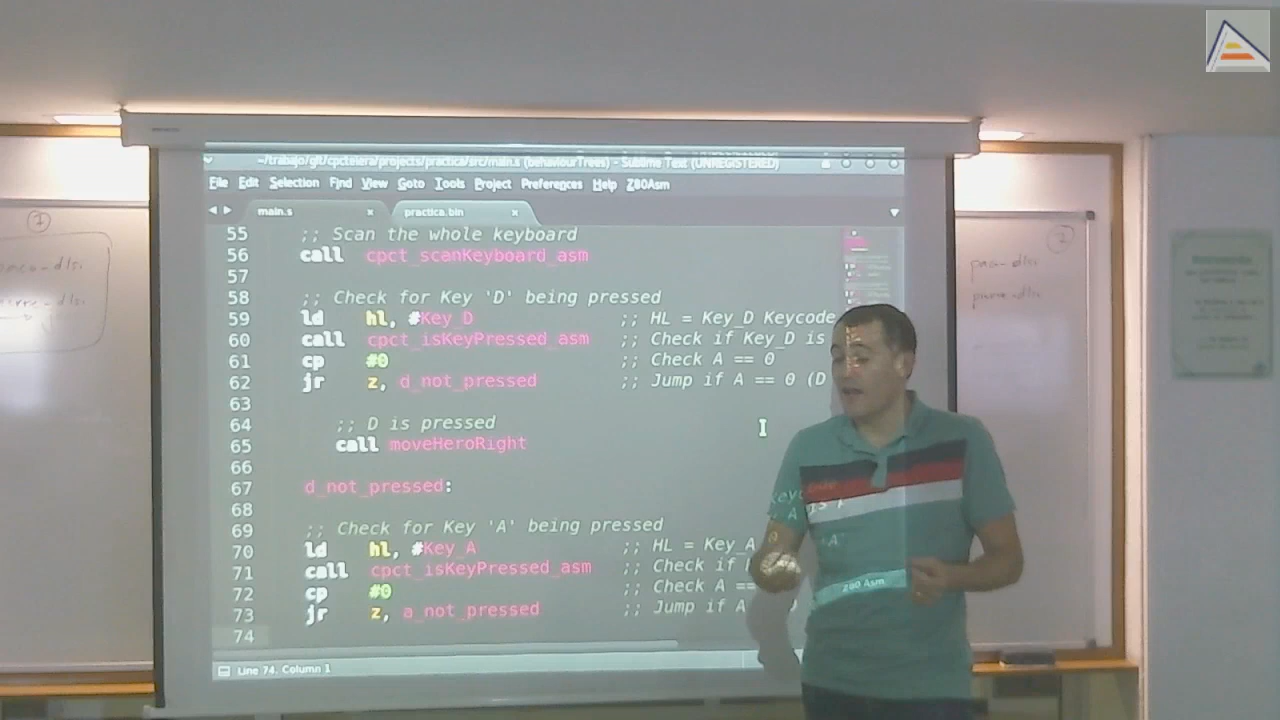 ~/trabajo/git/cpctelera/projects/practica/src/main.s (behaviourTrees) - Sublime Text (UNREGISTERED)
File Edit Selection Find View Goto Tools Project Preferences Help Z80Asm
main.s × practica.bin ×
55 ;; Scan the whole keyboard
56 call cpct_scanKeyboard_asm
57
58 ;; Check for Key 'D' being pressed
59 ld hl, #Key_D ;; HL = Key_D Keycode
60 call cpct_isKeyPressed_asm ;; Check if Key_D is
61 cp #0 ;; Check A == 0
62 jr z, d_not_pressed ;; Jump if A == 0 (D
63
64 ;; D is pressed
65 call moveHeroRight
66
67 d_not_pressed:
68
69 ;; Check for Key 'A' being pressed
70 ld hl, #Key_A ;; HL = Key_A
71 call cpct_isKeyPressed_asm ;; Check if
72 cp #0 ;; Check A ==
73 jr z, a_not_pressed ;; Jump if A
74
Line 74, Column 1
Z80 Asm